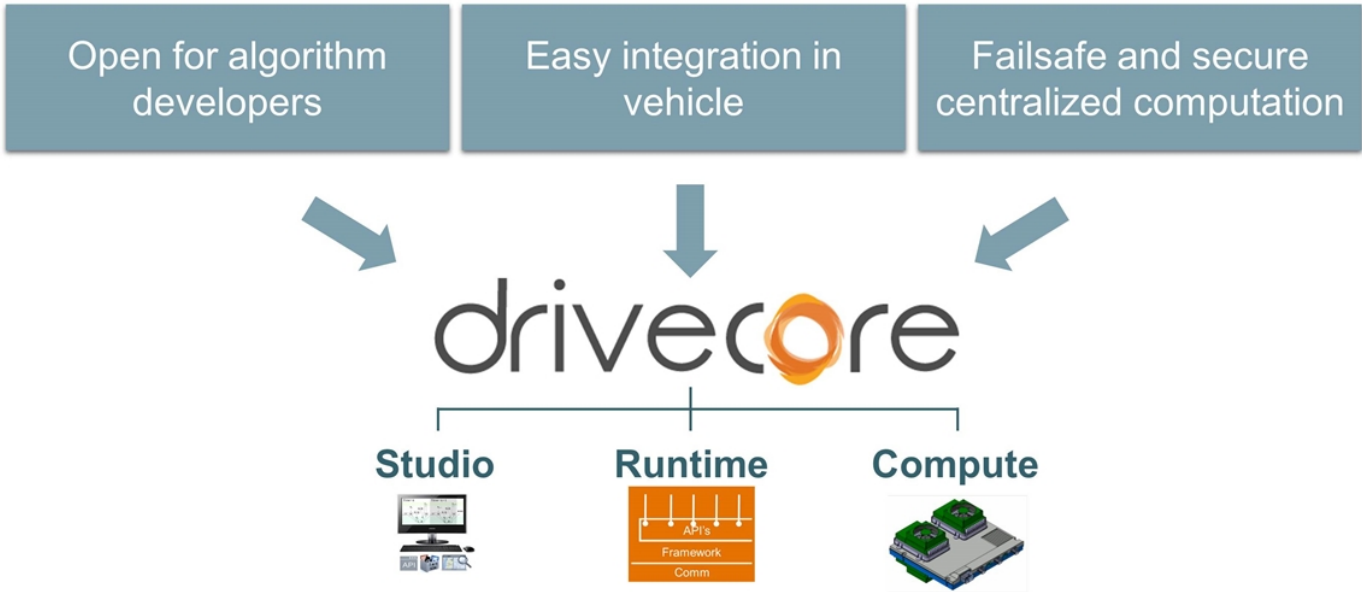 Open for algorithm
developers
Easy integration in
vehicle
Failsafe and secure
centralized computation
drivecore
Studio
Runtime
Compute
API
API's
Framework
Comm